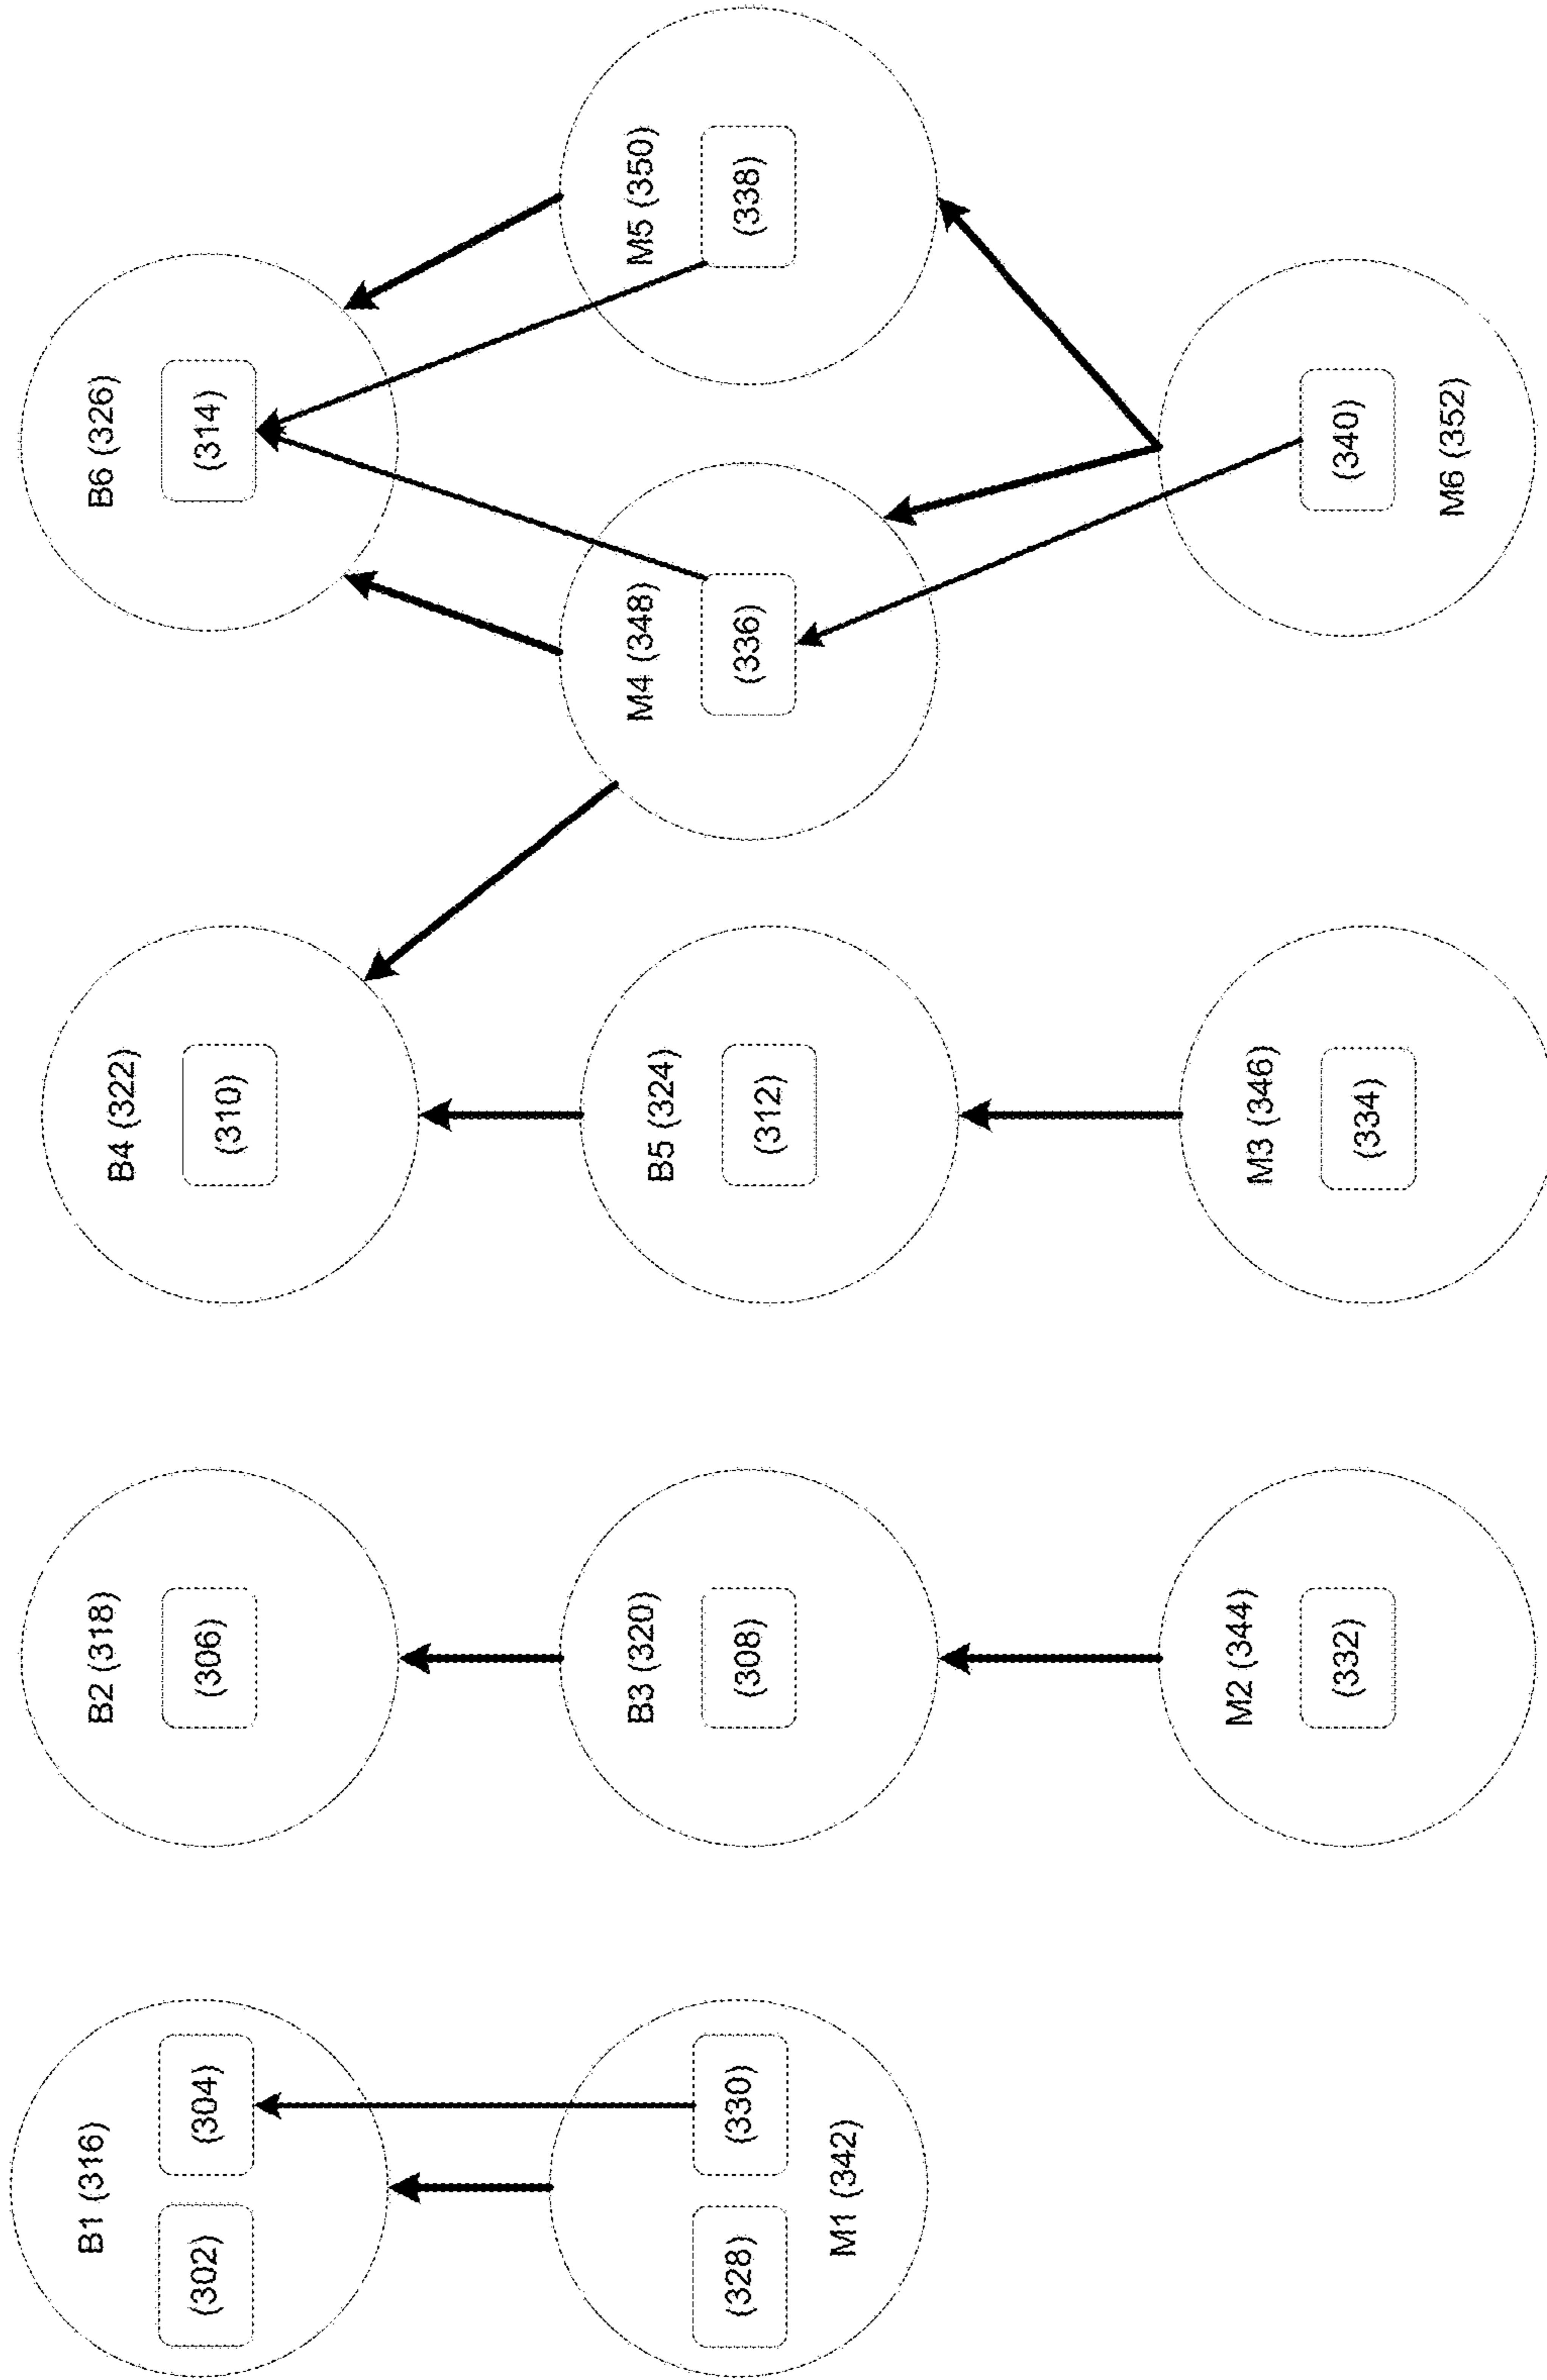 B1 (316)
(302)
(304)
(328)
(330)
M1 (342)
B2 (318)
(306)
B3 (320)
(308)
M2 (344)
(332)
B4 (322)
(310)
B5 (324)
(312)
M3 (346)
(334)
B6 (326)
(314)
M4 (348)
(336)
M5 (350)
(338)
(340)
M6 (352)